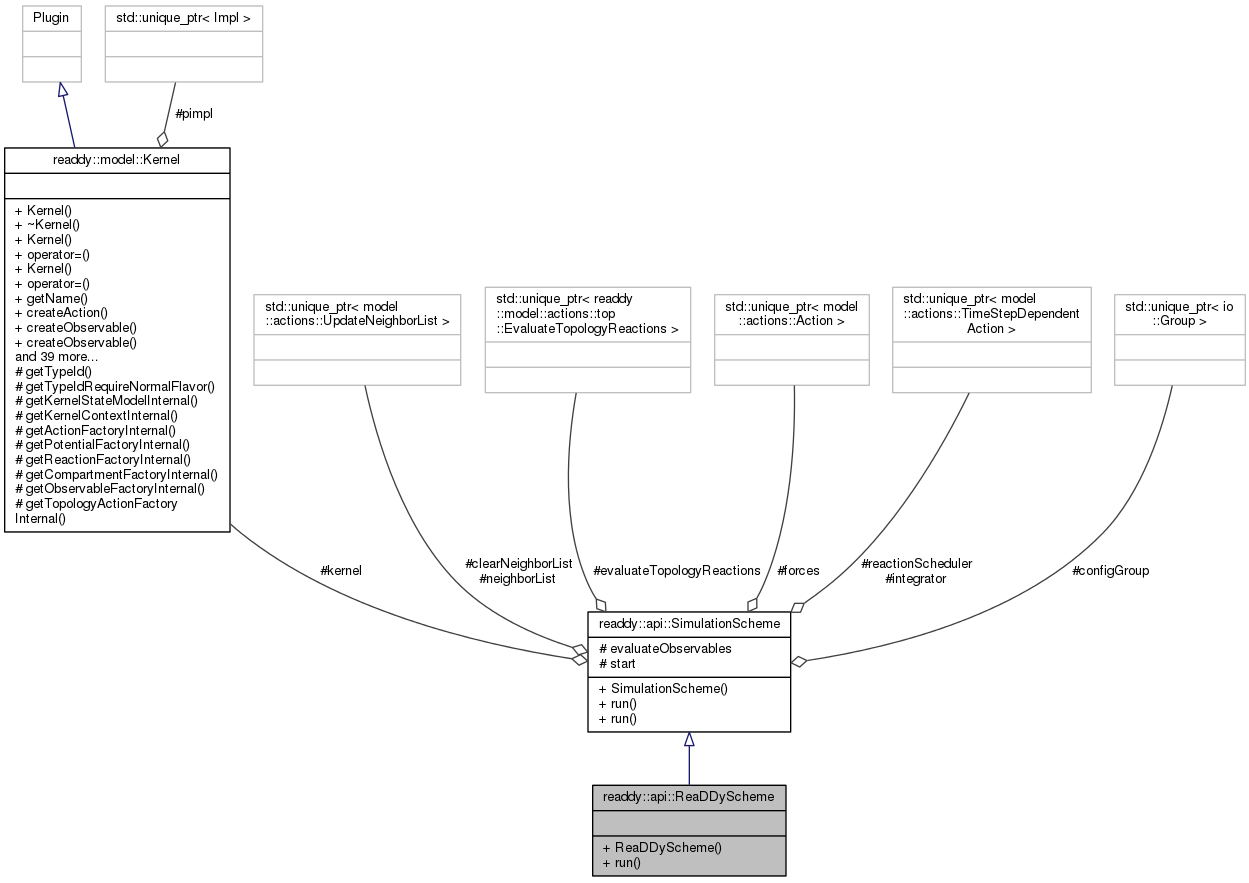 Plugin
std::unique_ptr< Impl >
#pimpl
readdy::model::Kernel
+ Kernel()
+ ~Kernel()
+ Kernel()
+ operator=()
+ Kernel()
+ operator=()
+ getName()
+ createAction()
+ createObservable()
+ createObservable()
and 39 more...
# getTypeId()
# getTypeIdRequireNormalFlavor()
# getKernelStateModelInternal()
# getKernelContextInternal()
# getActionFactoryInternal()
# getPotentialFactoryInternal()
# getReactionFactoryInternal()
# getCompartmentFactoryInternal()
# getObservableFactoryInternal()
# getTopologyActionFactory
Internal()
std::unique_ptr< model
::actions::UpdateNeighborList >
std::unique_ptr< readdy
::model::actions::top
::EvaluateTopologyReactions >
std::unique_ptr< model
::actions::Action >
std::unique_ptr< model
::actions::TimeStepDependent
Action >
std::unique_ptr< io
::Group >
#kernel
#clearNeighborList
#neighborList
#evaluateTopologyReactions
#forces
#reactionScheduler
#integrator
#configGroup
readdy::api::SimulationScheme
# evaluateObservables
# start
+ SimulationScheme()
+ run()
+ run()
readdy::api::ReaDDyScheme
+ ReaDDyScheme()
+ run()